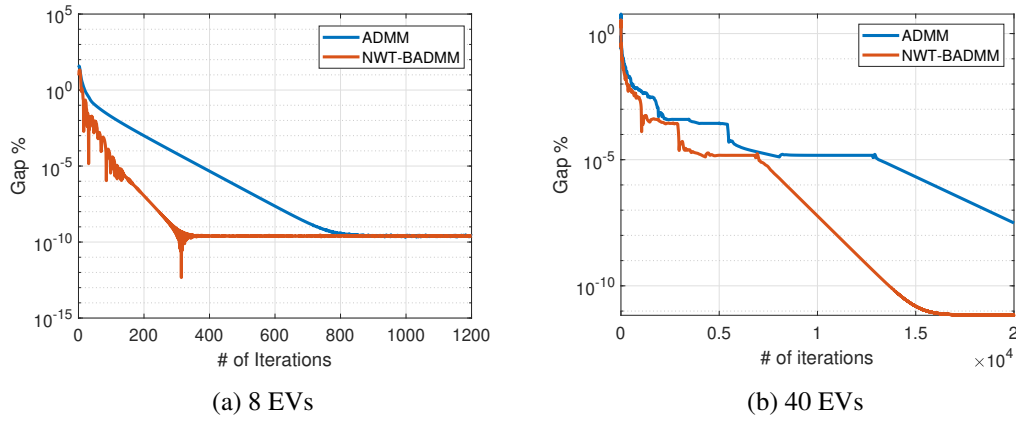 ADMM
NWT-BADMM
Gap %
10^5
10^0
10^-5
10^-10
10^-15
0 200 400 600 800 1000 1200
# of Iterations
(a) 8 EVs
ADMM
NWT-BADMM
Gap %
10^0
10^-5
10^-10
0 0.5 1 1.5 2
×10^4
# of iterations
(b) 40 EVs